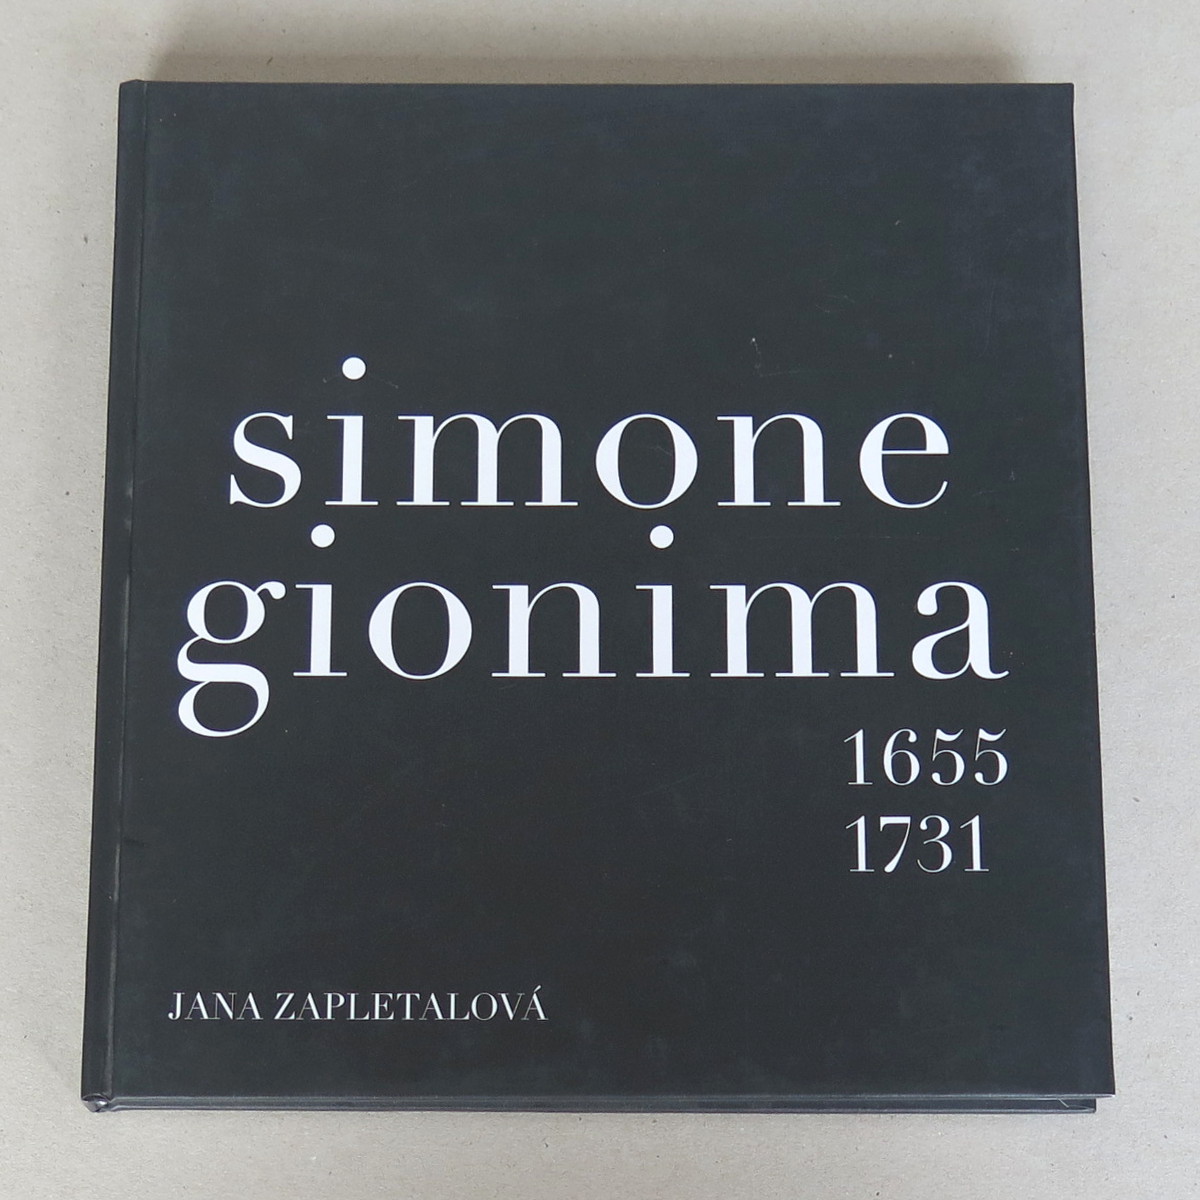 simone
gionima
1655
1731
JANA ZAPLETALOVÁ